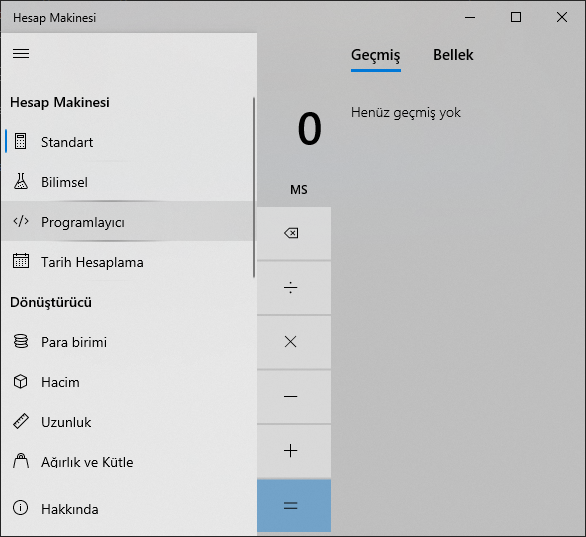 Hesap Makinesi
Geçmiş Bellek
Hesap Makinesi
Henüz geçmiş yok
0
Standart
Bilimsel
MS
Programlayıcı
Tarih Hesaplama
÷
Dönüştürücü
Para birimi
×
Hacim
−
Uzunluk
+
Ağırlık ve Kütle
Hakkında
=